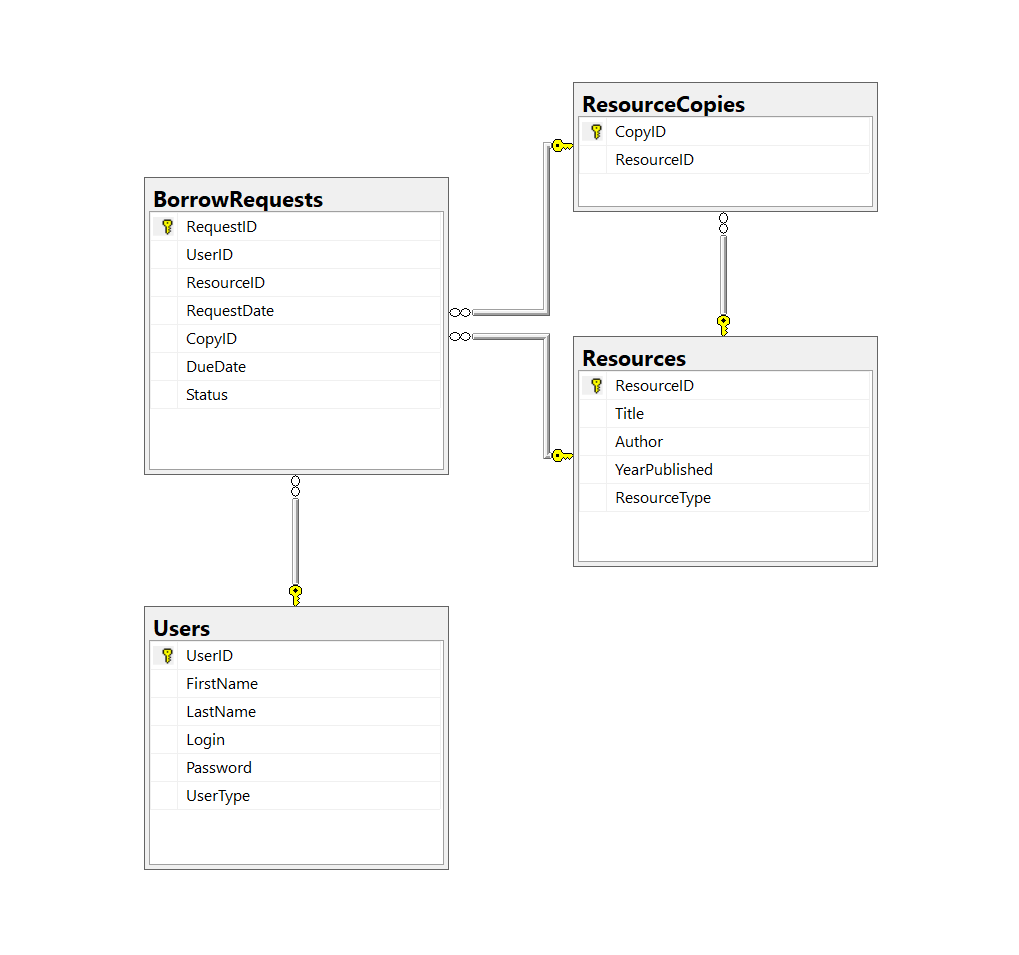 ResourceCopies
CopyID
ResourceID
BorrowRequests
RequestID
UserID
ResourceID
RequestDate
CopyID
DueDate
Status
Resources
ResourceID
Title
Author
YearPublished
ResourceType
Users
UserID
FirstName
LastName
Login
Password
UserType